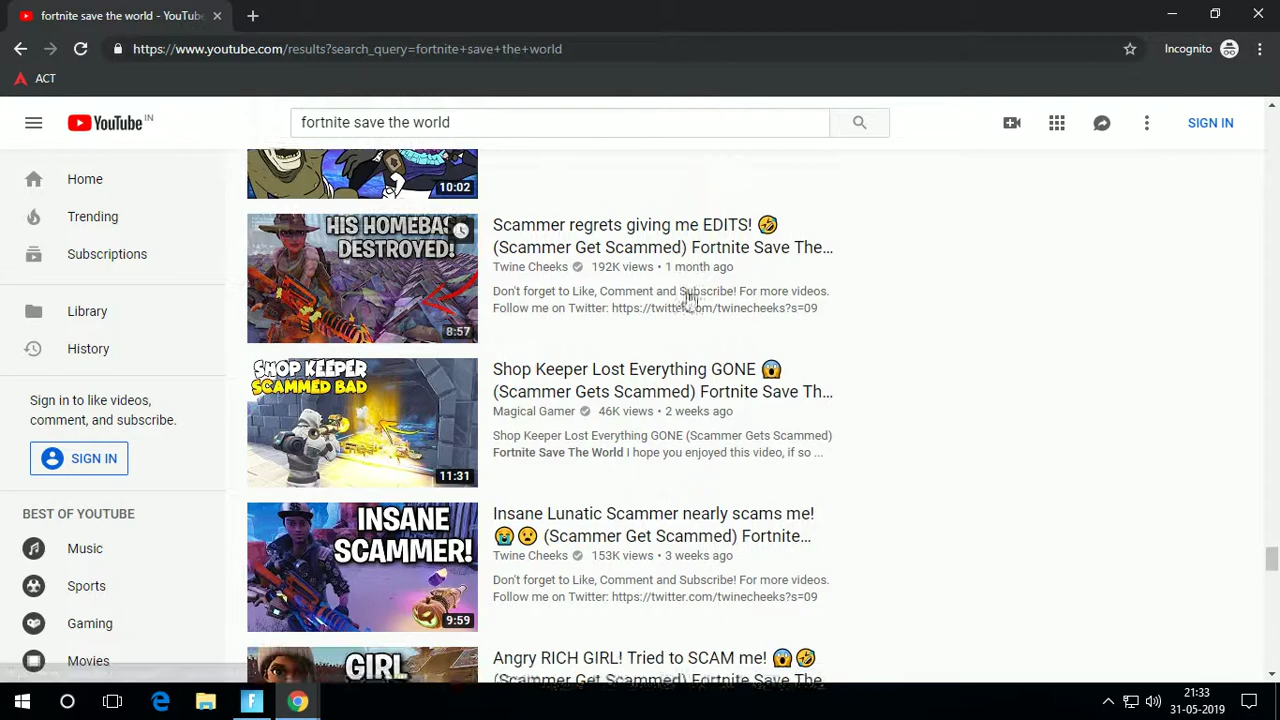 fortnite save the world - YouTube
https://www.youtube.com/results?search_query=fortnite+save+the+world
Incognito
ACT
YouTube IN
fortnite save the world
SIGN IN
Home
Trending
Subscriptions
Library
History
Sign in to like videos,
comment, and subscribe.
SIGN IN
BEST OF YOUTUBE
Music
Sports
Gaming
Movies
10:02
HIS HOMEBAS
DESTROYED!
8:57
Scammer regrets giving me EDITS! 🤣
(Scammer Get Scammed) Fortnite Save The...
Twine Cheeks 192K views • 1 month ago
Don't forget to Like, Comment and Subscribe! For more videos.
Follow me on Twitter: https://twitter.com/twinecheeks?s=09
SHOP KEEPER
SCAMMED BAD
11:31
Shop Keeper Lost Everything GONE 😱
(Scammer Gets Scammed) Fortnite Save Th...
Magical Gamer 46K views • 2 weeks ago
Shop Keeper Lost Everything GONE (Scammer Gets Scammed)
Fortnite Save The World I hope you enjoyed this video, if so ...
INSANE
SCAMMER!
9:59
Insane Lunatic Scammer nearly scams me!
😭😧 (Scammer Get Scammed) Fortnite...
Twine Cheeks 153K views • 3 weeks ago
Don't forget to Like, Comment and Subscribe! For more videos.
Follow me on Twitter: https://twitter.com/twinecheeks?s=09
GIRL
Angry RICH GIRL! Tried to SCAM me! 😱🤣
(Scammer Get Scammed) Fortnite Save The
21:33
31-05-2019